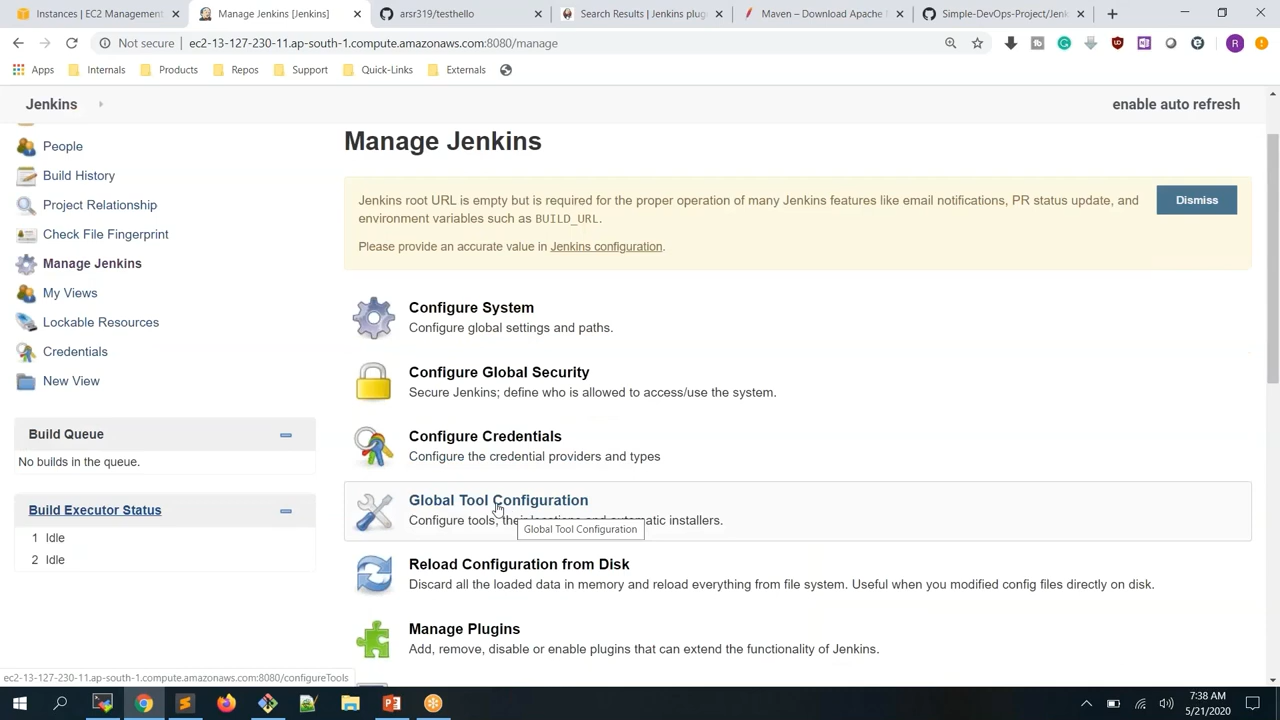 Instances | EC2 Management
Manage Jenkins [Jenkins]
arsr319/testhello
Search Results | Jenkins plug
Maven – Download Apache
Simple-DevOps-Project/Jenk
Not secure | ec2-13-127-230-11.ap-south-1.compute.amazonaws.com:8080/manage
R
Apps Internals Products Repos Support Quick-Links Externals
Jenkins
enable auto refresh
People
Build History
Project Relationship
Check File Fingerprint
Manage Jenkins
My Views
Lockable Resources
Credentials
New View
Build Queue
No builds in the queue.
Build Executor Status
1 Idle
2 Idle
Manage Jenkins
Jenkins root URL is empty but is required for the proper operation of many Jenkins features like email notifications, PR status update, and
environment variables such as BUILD_URL.
Please provide an accurate value in Jenkins configuration.
Dismiss
Configure System
Configure global settings and paths.
Configure Global Security
Secure Jenkins; define who is allowed to access/use the system.
Configure Credentials
Configure the credential providers and types
Global Tool Configuration
Configure tools, their locations and automatic installers.
Global Tool Configuration
Reload Configuration from Disk
Discard all the loaded data in memory and reload everything from file system. Useful when you modified config files directly on disk.
Manage Plugins
Add, remove, disable or enable plugins that can extend the functionality of Jenkins.
ec2-13-127-230-11.ap-south-1.compute.amazonaws.com:8080/configureTools
7:38 AM
5/21/2020